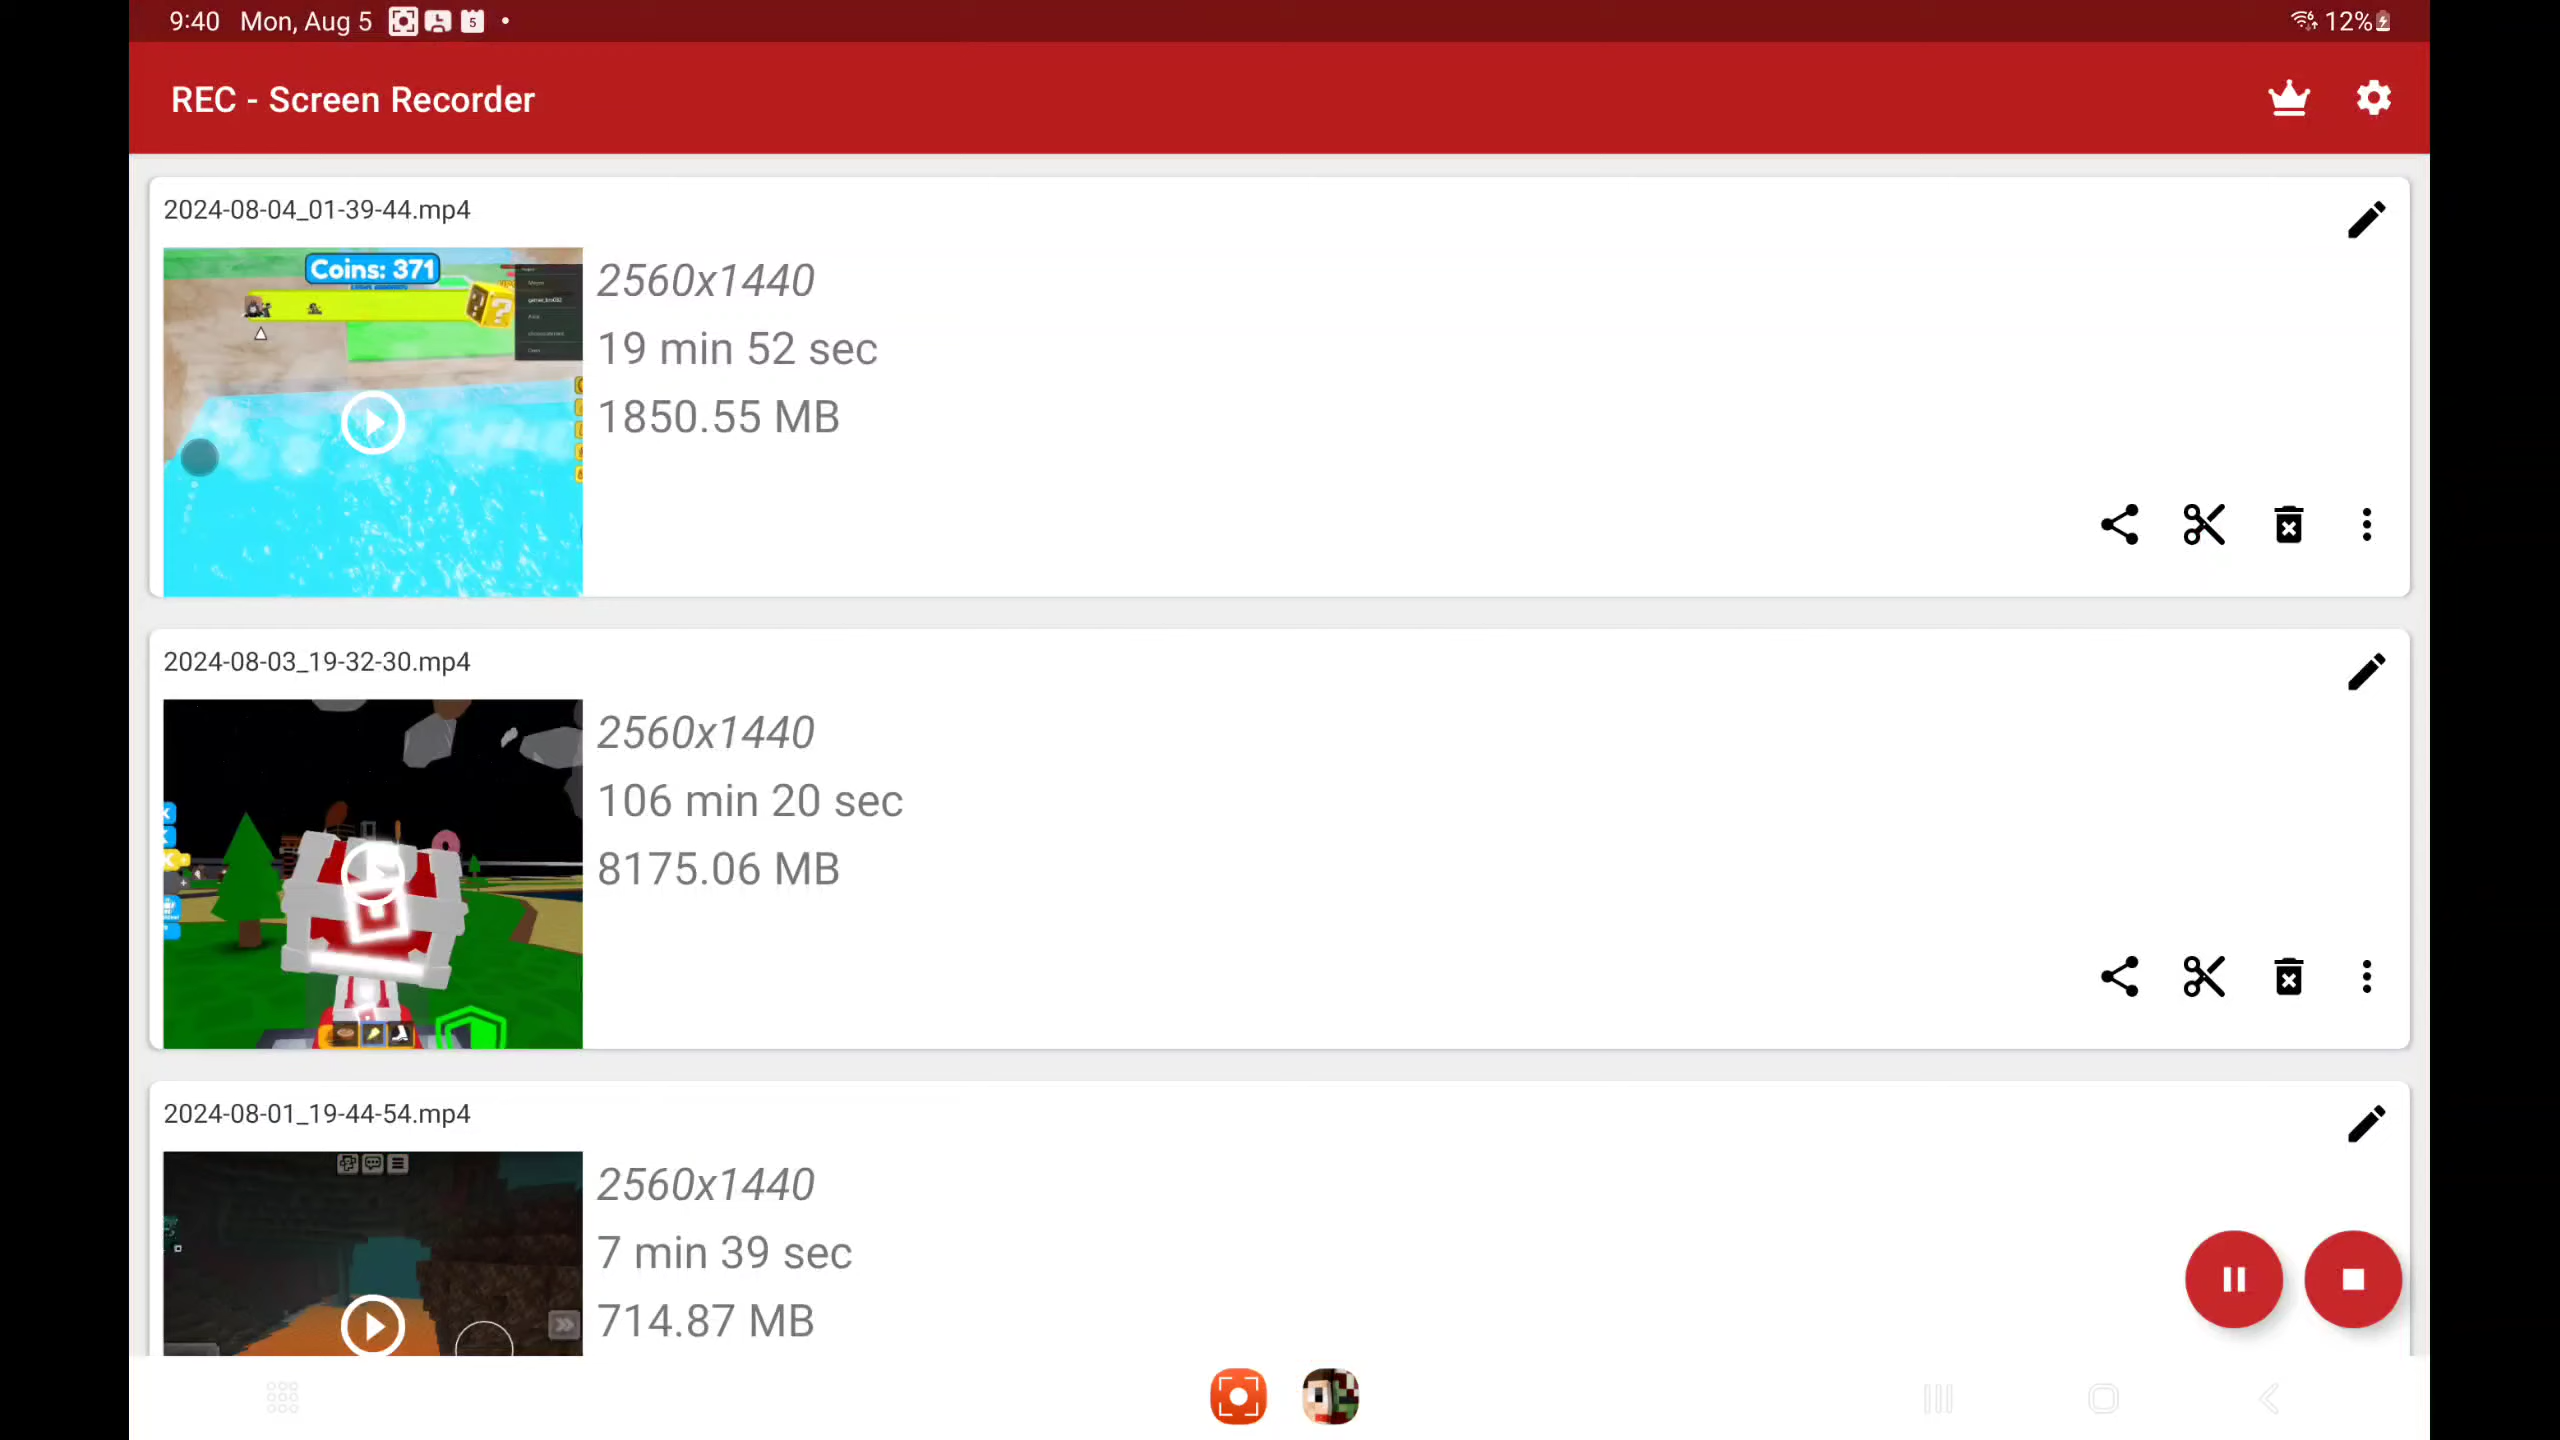 9:40 Mon, Aug 5 5
12%
REC - Screen Recorder
2024-08-04_01-39-44.mp4
Coins: 371
2560x1440
19 min 52 sec
1850.55 MB
2024-08-03_19-32-30.mp4
2560x1440
106 min 20 sec
8175.06 MB
2024-08-01_19-44-54.mp4
2560x1440
7 min 39 sec
714.87 MB